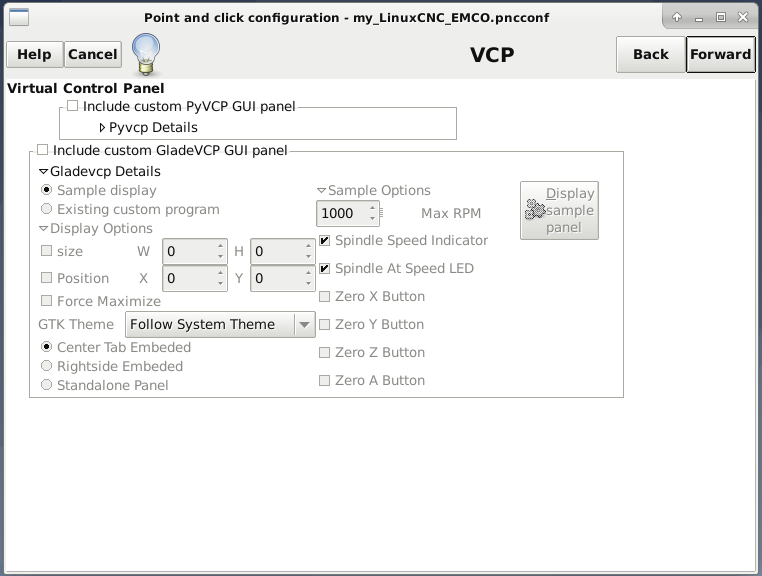 Point and click configuration - my_LinuxCNC_EMCO.pncconf
Help Cancel VCP Back Forward
Virtual Control Panel
Include custom PyVCP GUI panel
Pyvcp Details
Include custom GladeVCP GUI panel
Gladevcp Details
Sample display
Existing custom program
Display Options
size W 0 H 0
Position X 0 Y 0
Force Maximize
GTK Theme Follow System Theme
Center Tab Embeded
Rightside Embeded
Standalone Panel
Sample Options
1000 Max RPM
Spindle Speed Indicator
Spindle At Speed LED
Zero X Button
Zero Y Button
Zero Z Button
Zero A Button
Display
sample
panel